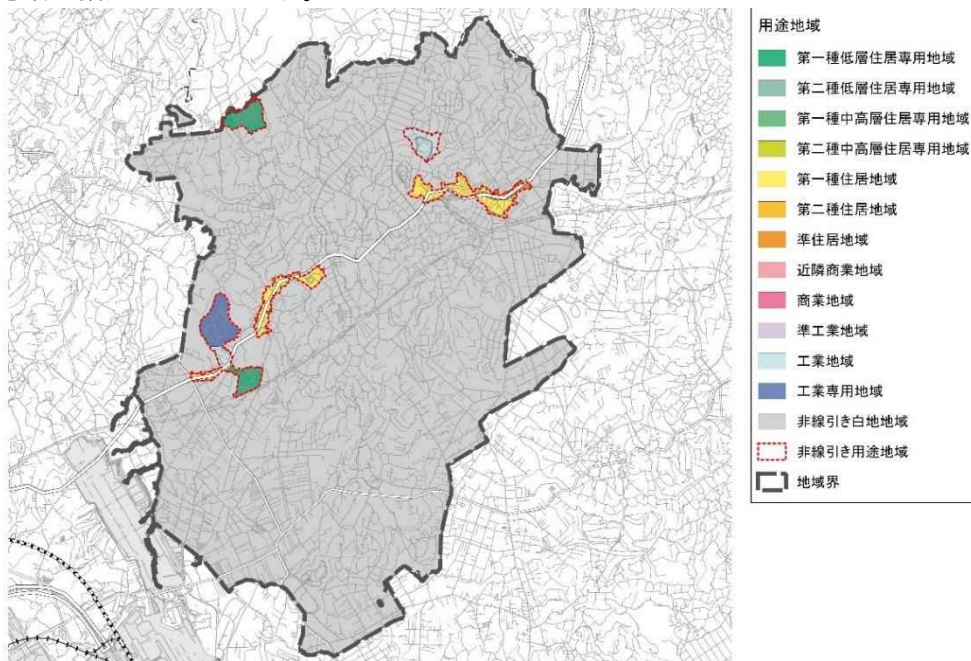 用途地域
第一種低層住居専用地域
第二種低層住居専用地域
第一種中高層住居専用地域
第二種中高層住居専用地域
第一種住居地域
第二種住居地域
準住居地域
近隣商業地域
商業地域
準工業地域
工業地域
工業専用地域
非線引き白地地域
非線引き用途地域
地域界